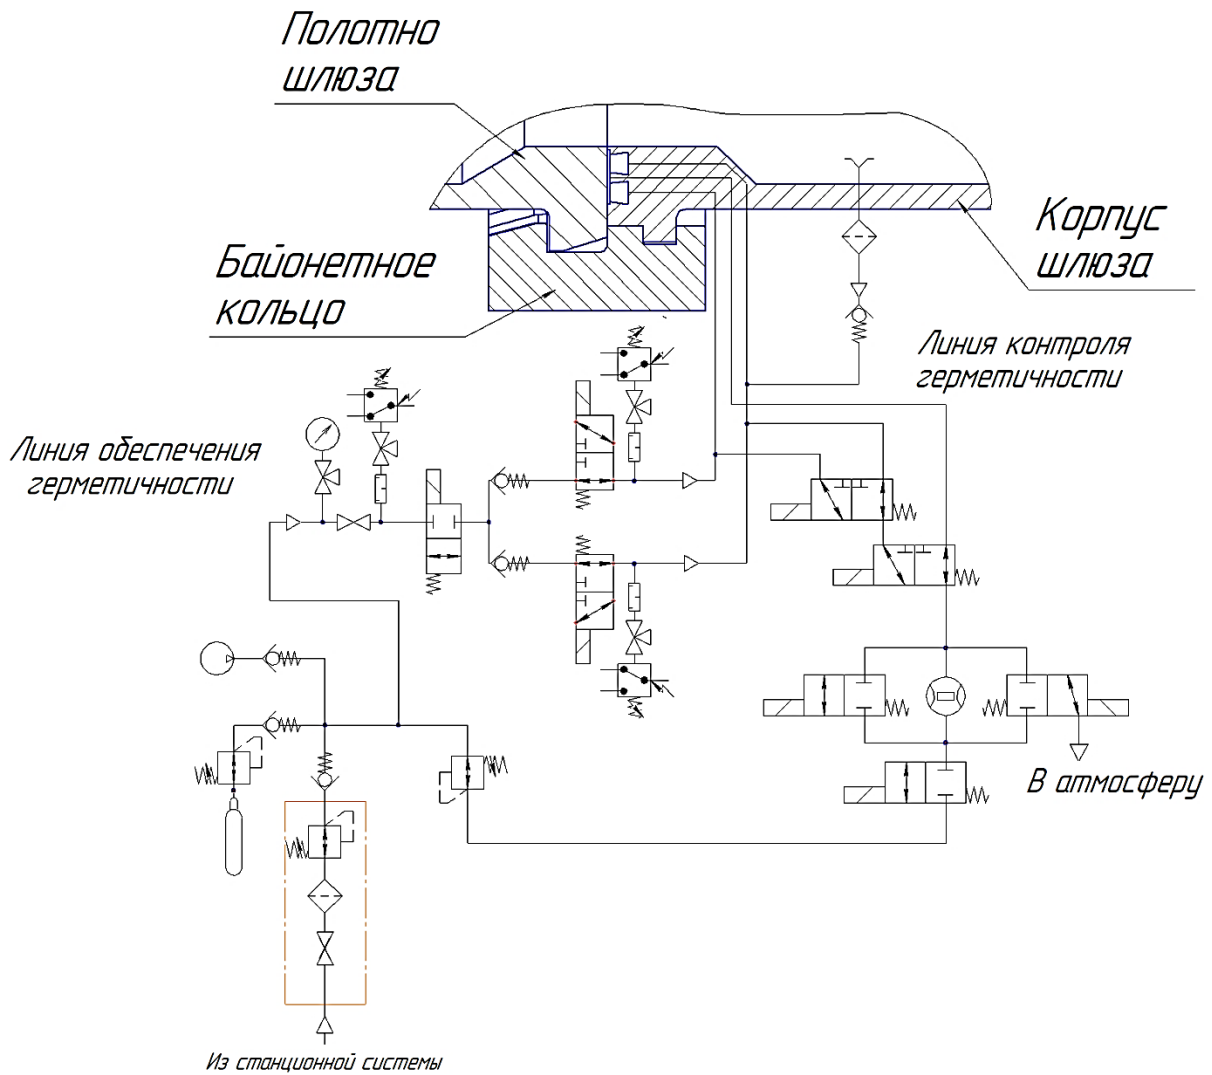 Полотно
шлюза
Корпус
шлюза
Байонетное
кольцо
Линия контроля
герметичности
Линия обеспечения
герметичности
В атмосферу
Из станционной системы